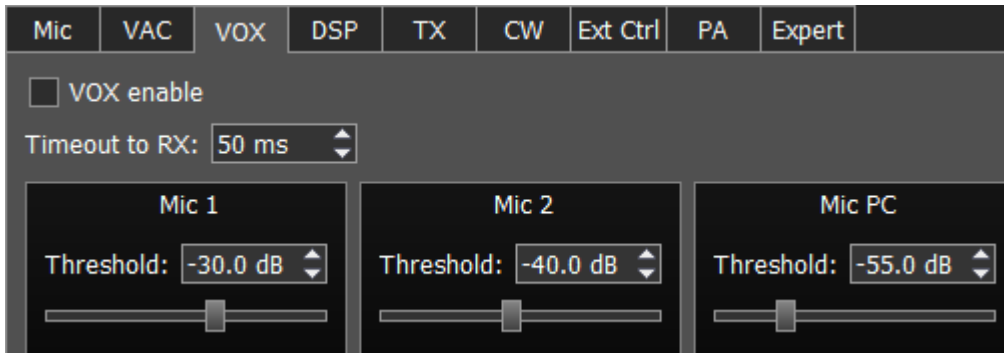 Mic VAC VOX DSP TX CW Ext Ctrl PA Expert
VOX enable
Timeout to RX: 50 ms
Mic 1 Mic 2 Mic PC
Threshold: -30.0 dB Threshold: -40.0 dB Threshold: -55.0 dB